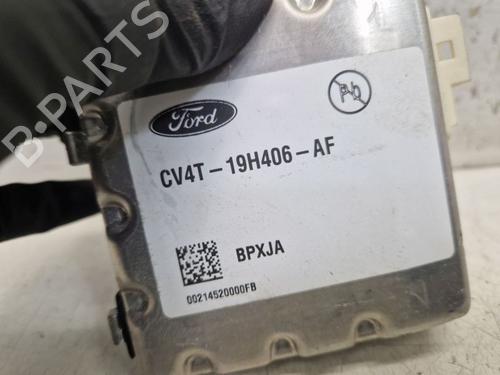 B-PARTS
Pb
Ford
CV4T-19H406-AF
BPXJA
00214520000FB